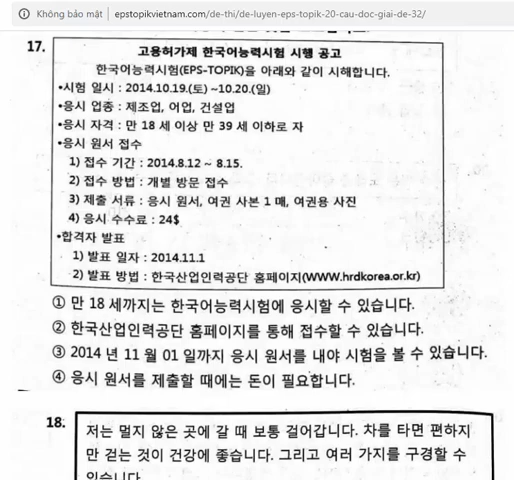 Không bảo mật | epstopikvietnam.com/de-thi/de-luyen-eps-topik-20-cau-doc-giai-de-32/
17. 고용허가제 한국어능력시험 시행 공고
한국어능력시험(EPS-TOPIK)을 아래와 같이 시해합니다.
•시험 일시 : 2014.10.19.(토) ~10.20.(일)
•응시 업종 : 제조업, 어업, 건설업
•응시 자격 : 만 18 세 이상 만 39 세 이하로 자
•응시 원서 접수
1) 접수 기간 : 2014.8.12 ~ 8.15.
2) 접수 방법 : 개별 방문 접수
3) 제출 서류 : 응시 원서, 여권 사본 1 매, 여권용 사진
4) 응시 수수료 : 24$
•합격자 발표
1) 발표 일자 : 2014.11.1
2) 발표 방법 : 한국산업인력공단 홈페이지(WWW.hrdkorea.or.kr)
① 만 18 세까지는 한국어능력시험에 응시할 수 있습니다.
② 한국산업인력공단 홈페이지를 통해 접수할 수 있습니다.
③ 2014 년 11 월 01 일까지 응시 원서를 내야 시험을 볼 수 있습니다.
④ 응시 원서를 제출할 때에는 돈이 필요합니다.
18. 저는 멀지 않은 곳에 갈 때 보통 걸어갑니다. 차를 타면 편하지
만 걷는 것이 건강에 좋습니다. 그리고 여러 가지를 구경할 수
있습니다